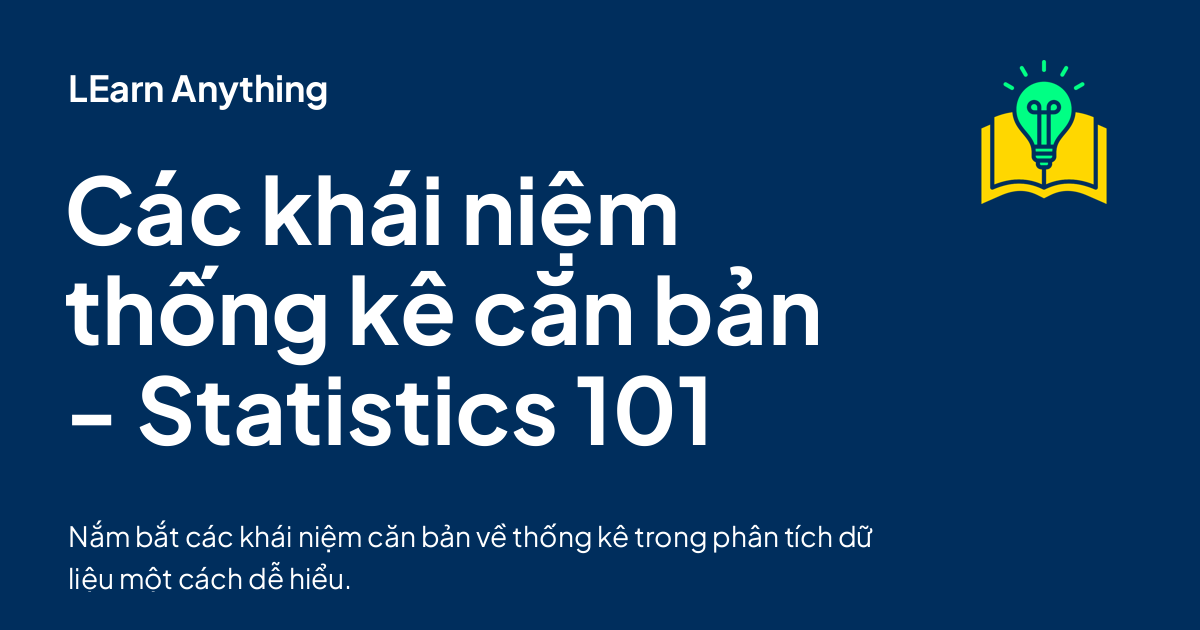 LEarn Anything
Các khái niệm
thống kê căn bản
– Statistics 101
Nắm bắt các khái niệm căn bản về thống kê trong phân tích dữ
liệu một cách dễ hiểu.